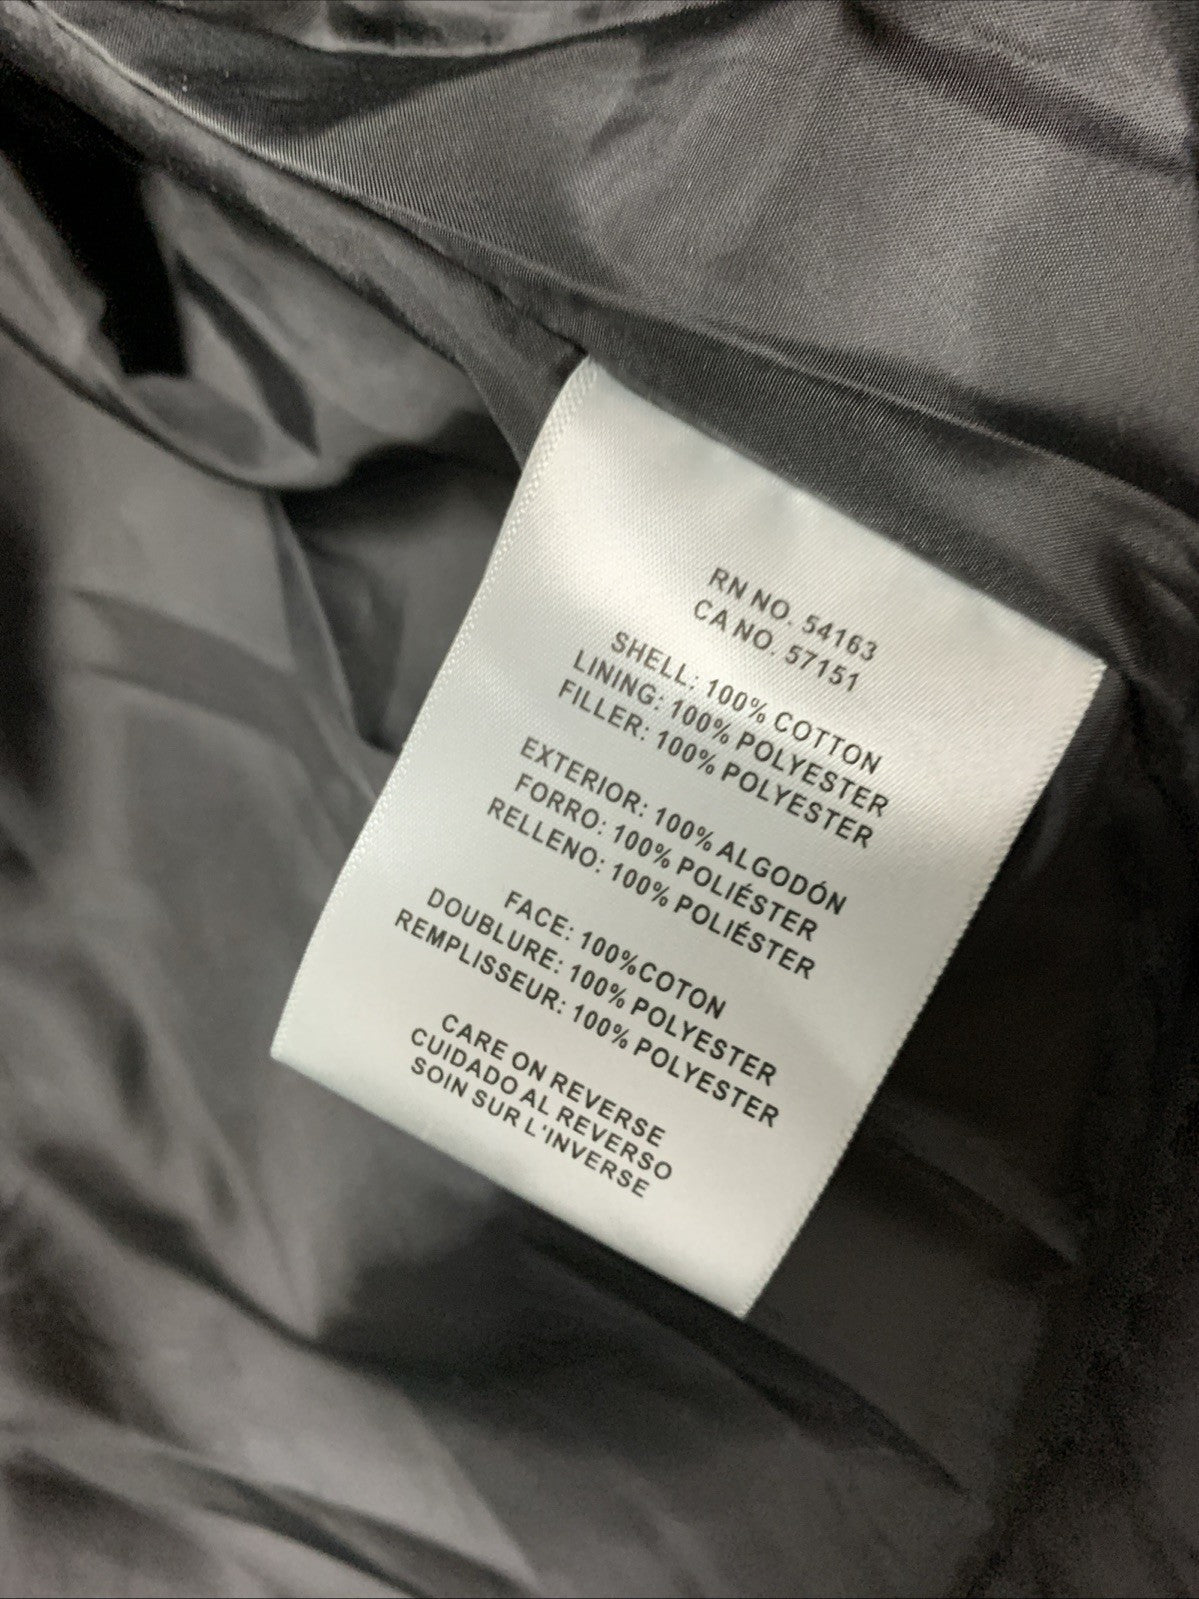 RN NO. 54163
CA NO. 57151
SHELL: 100% COTTON
LINING: 100% POLYESTER
FILLER: 100% POLYESTER
EXTERIOR: 100% ALGODÓN
FORRO: 100% POLIÉSTER
RELLENO: 100% POLIÉSTER
FACE: 100%COTON
DOUBLURE: 100% POLYESTER
REMPLISSEUR: 100% POLYESTER
CARE ON REVERSE
CUIDADO AL REVERSO
SOIN SUR L'INVERSE